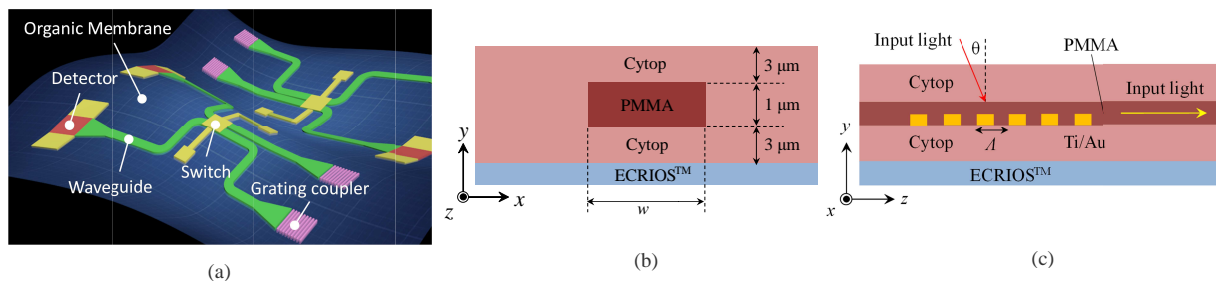 Organic Membrane
Detector
Waveguide
Switch
Grating coupler
(a)
Cytop
3 μm
PMMA
1 μm
Cytop
3 μm
ECRIOS™
y
z
x
w
(b)
Input light
θ
PMMA
Cytop
Input light
Cytop
Λ
Ti/Au
ECRIOS™
y
x
z
(c)